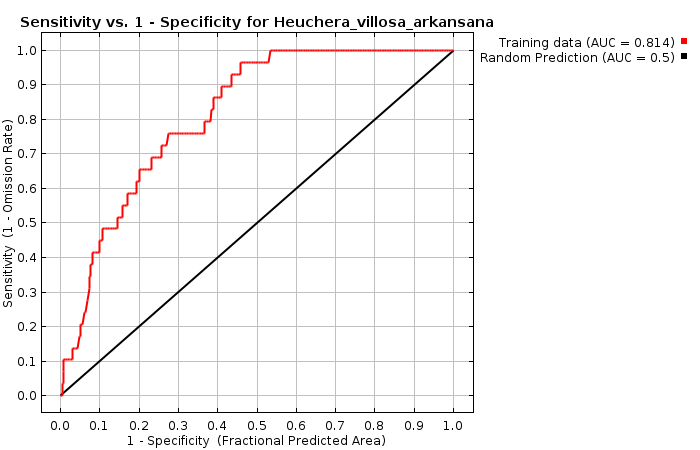 Sensitivity vs. 1 - Specificity for Heuchera_villosa_arkansana
Training data (AUC = 0.814)
Random Prediction (AUC = 0.5)
Sensitivity (1 - Omission Rate)
1.0
0.9
0.8
0.7
0.6
0.5
0.4
0.3
0.2
0.1
0.0
0.0 0.1 0.2 0.3 0.4 0.5 0.6 0.7 0.8 0.9 1.0
1 - Specificity (Fractional Predicted Area)